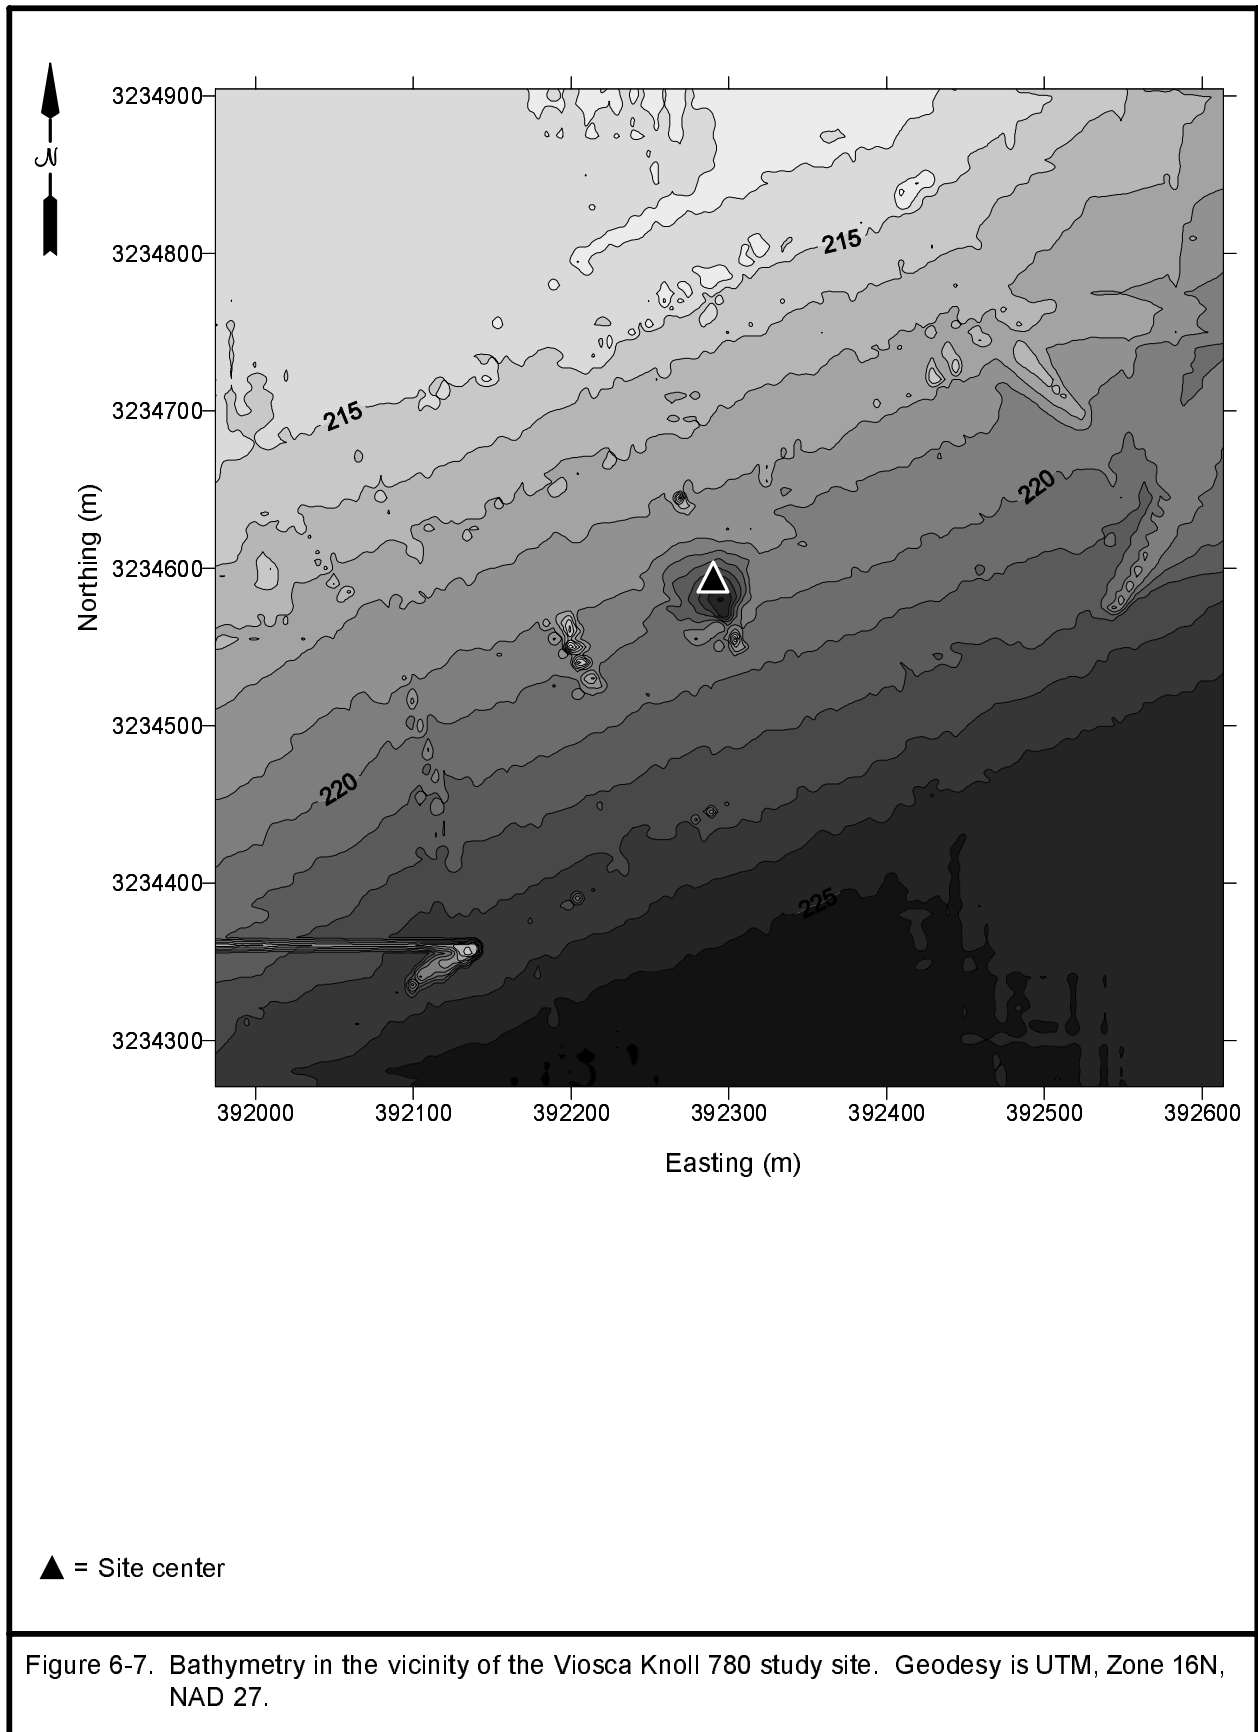 3234900
N
3234800
215
3234700
215
220
3234600
Northing (m)
3234500
220
3234400
225
3234300
392000 392100 392200 392300 392400 392500 392600
Easting (m)
= Site center
Figure 6-7. Bathymetry in the vicinity of the Viosca Knoll 780 study site. Geodesy is UTM, Zone 16N,
NAD 27.